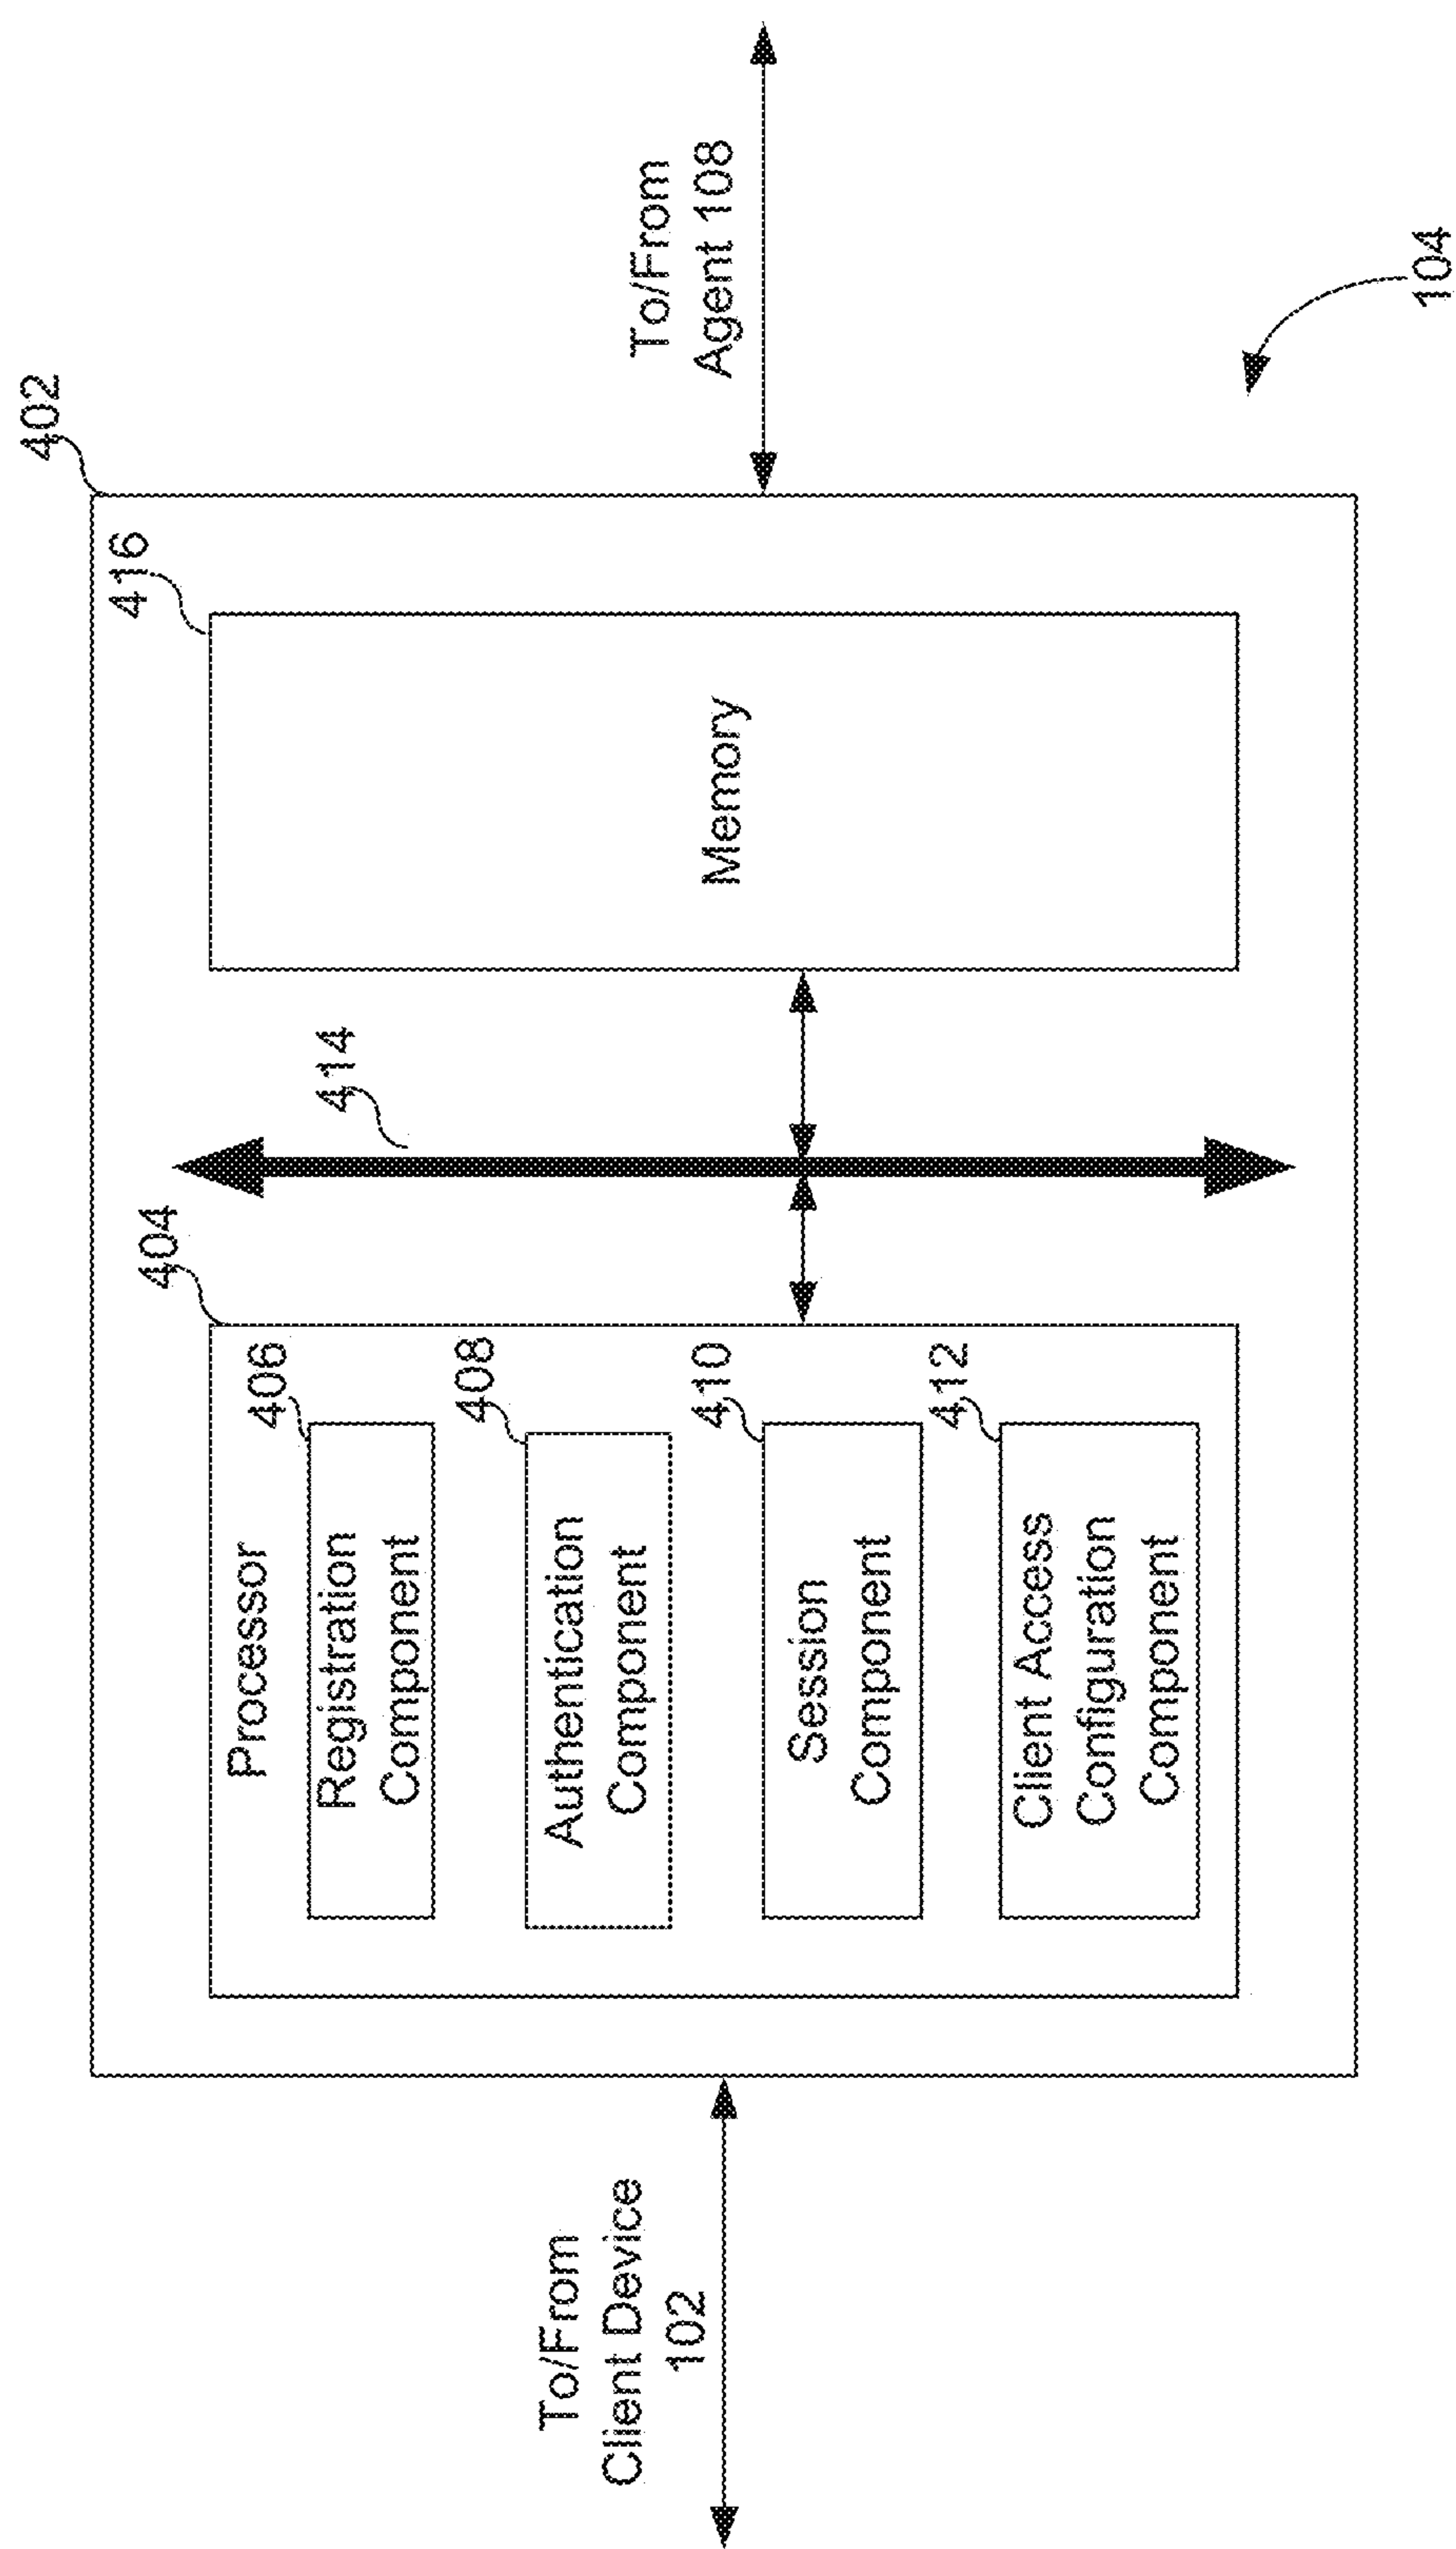 402
416
To/From
Agent 108
104
Memory
414
404
Processor
406
Registration
Component
408
Authentication
Component
410
Session
Component
412
Client Access
Configuration
Component
To/From
Client Device
102